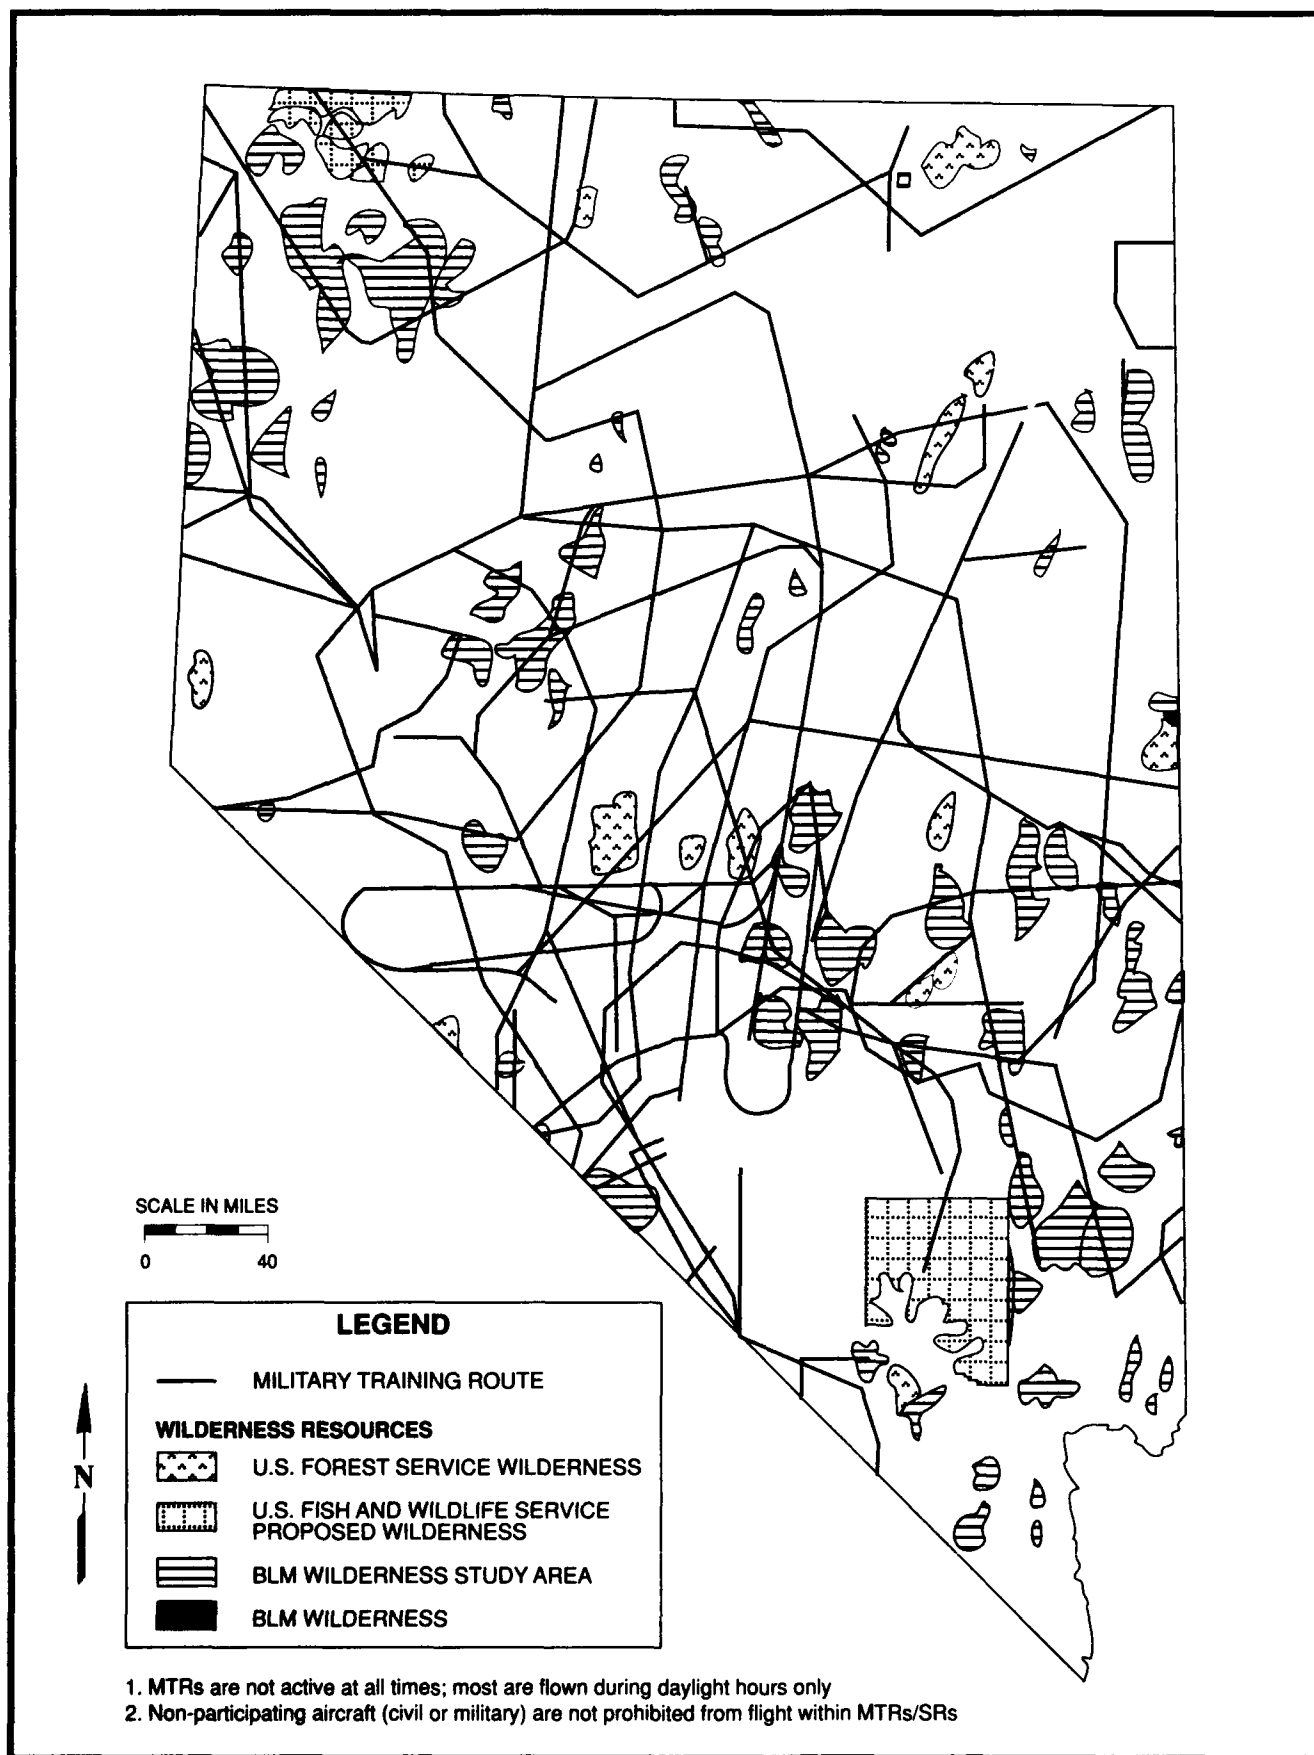 SCALE IN MILES
0 40
LEGEND
MILITARY TRAINING ROUTE
WILDERNESS RESOURCES
U.S. FOREST SERVICE WILDERNESS
U.S. FISH AND WILDLIFE SERVICE
PROPOSED WILDERNESS
BLM WILDERNESS STUDY AREA
BLM WILDERNESS
N
1. MTRs are not active at all times; most are flown during daylight hours only
2. Non-participating aircraft (civil or military) are not prohibited from flight within MTRs/SRs